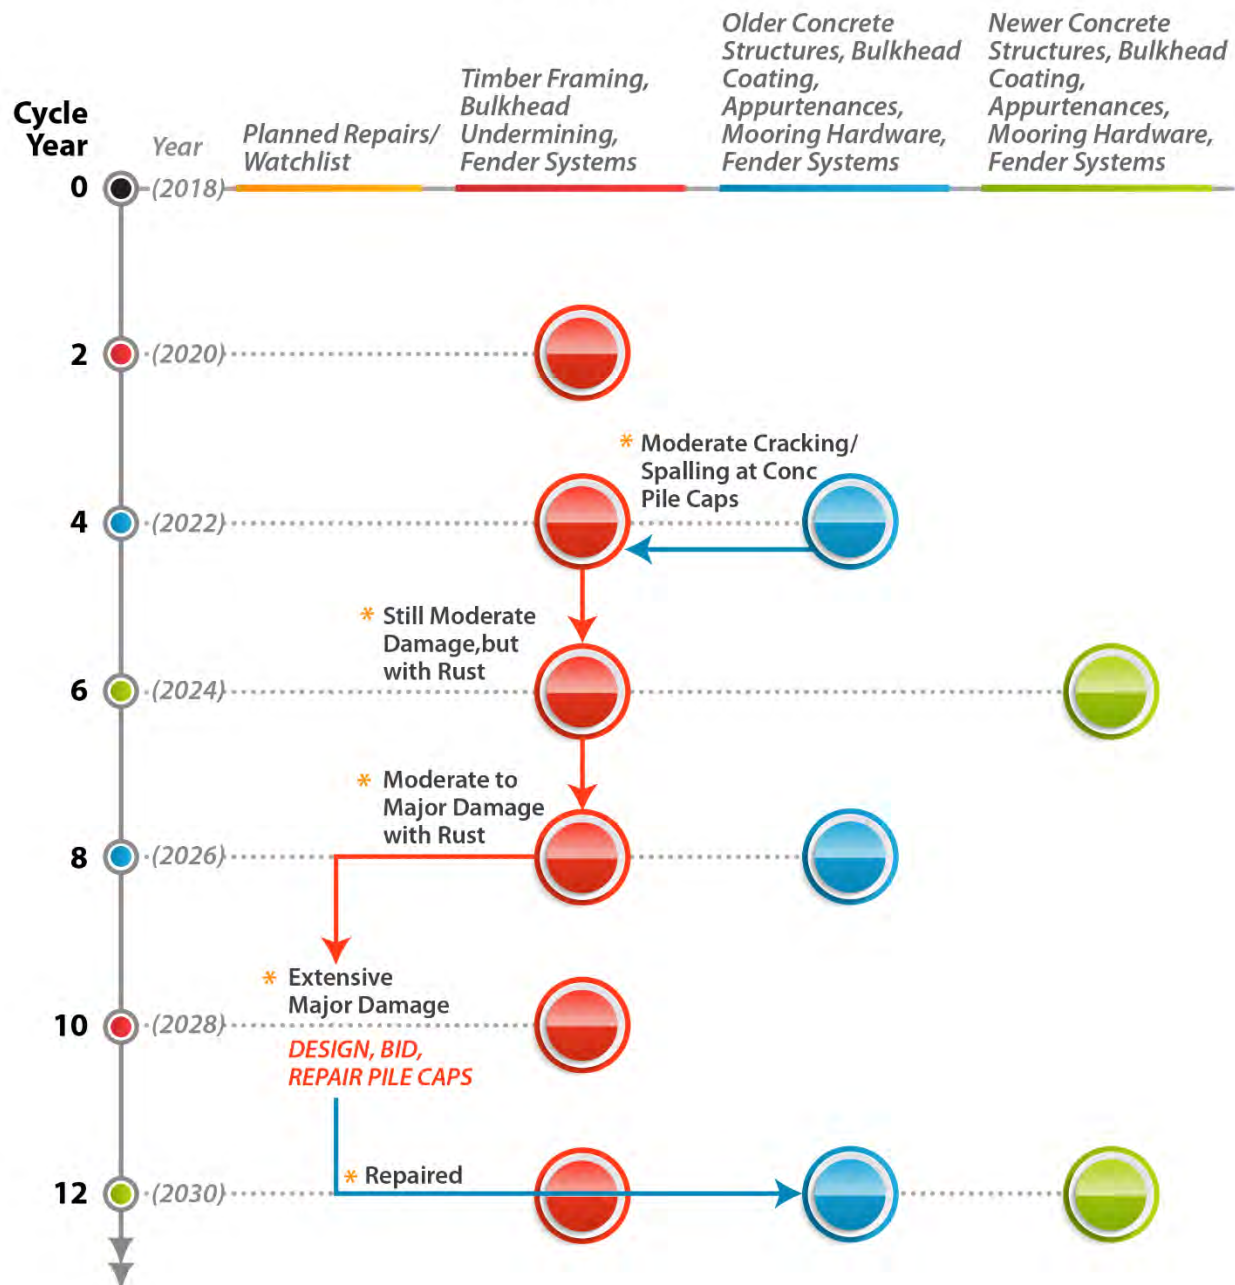 Cycle
Year
Year
Planned Repairs/
Watchlist
Timber Framing,
Bulkhead
Undermining,
Fender Systems
Older Concrete
Structures, Bulkhead
Coating,
Appurtenances,
Mooring Hardware,
Fender Systems
Newer Concrete
Structures, Bulkhead
Coating,
Appurtenances,
Mooring Hardware,
Fender Systems
0 (2018)
2 (2020)
* Moderate Cracking/
Spalling at Conc
Pile Caps
4 (2022)
* Still Moderate
Damage,but
with Rust
6 (2024)
* Moderate to
Major Damage
with Rust
8 (2026)
* Extensive
Major Damage
10 (2028)
DESIGN, BID,
REPAIR PILE CAPS
* Repaired
12 (2030)